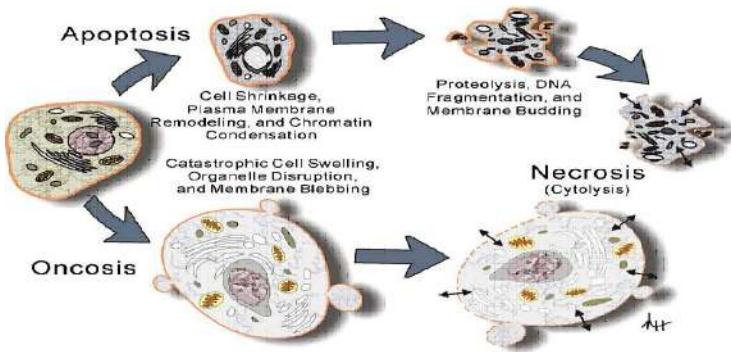 Apoptosis
Cell Shrinkage,
Plasma Membrane
Remodeling, and Chromatin
Condensation
Proteolysis, DNA
Fragmentation, and
Membrane Budding
Catastrophic Cell Swelling,
Organelle Disruption,
and Membrane Blebbing
Necrosis
(Cytolysis)
Oncosis